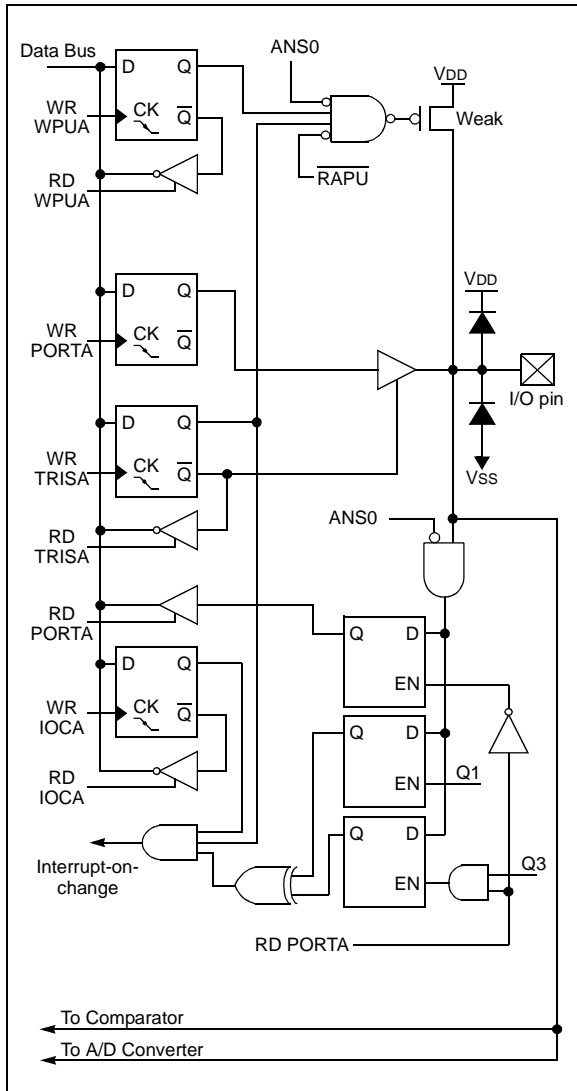 Data Bus
D Q
WR
WPUA
CK
Q̅
RD
WPUA
ANS0
R̅A̅P̅U̅
VDD
Weak
D Q
WR
PORTA
CK
Q̅
VDD
I/O pin
VSS
D Q
WR
TRISA
CK
Q̅
RD
TRISA
ANS0
RD
PORTA
Q D
EN
D Q
WR
IOCA
CK
Q̅
RD
IOCA
Q D
EN
Q1
Q D
EN
Q3
Interrupt-on-
change
RD PORTA
To Comparator
To A/D Converter